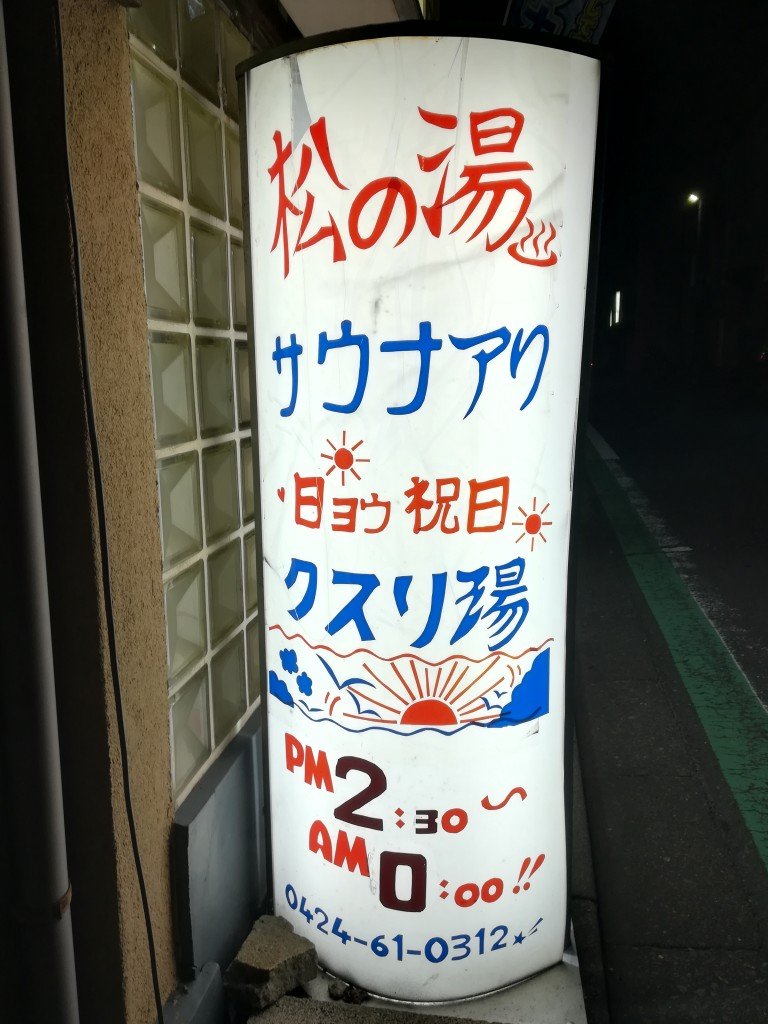 松の湯♨
サウナアリ
日ヨウ 祝日
クスリ湯
PM2:30〜
AM0:00!!
0424-61-0312